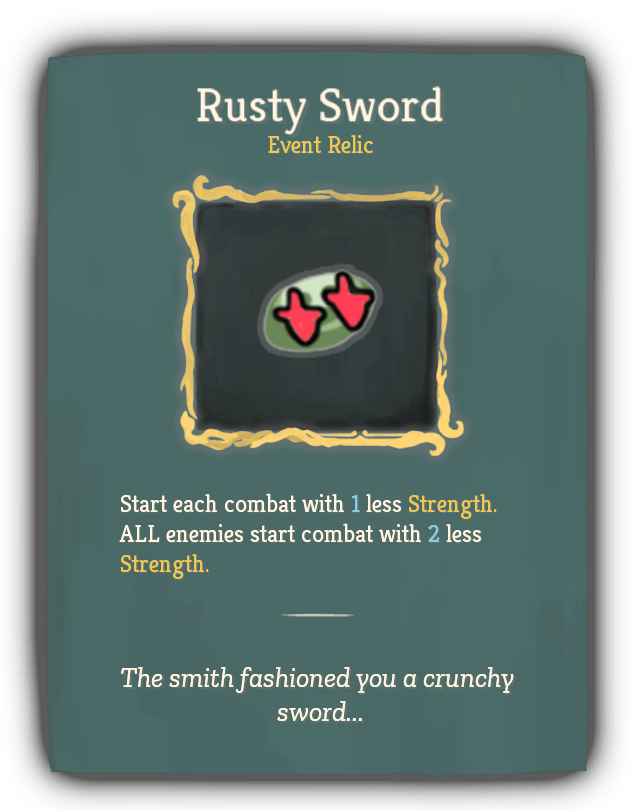 Rusty Sword
Event Relic
Start each combat with 1 less Strength.
ALL enemies start combat with 2 less
Strength.
The smith fashioned you a crunchy
sword...